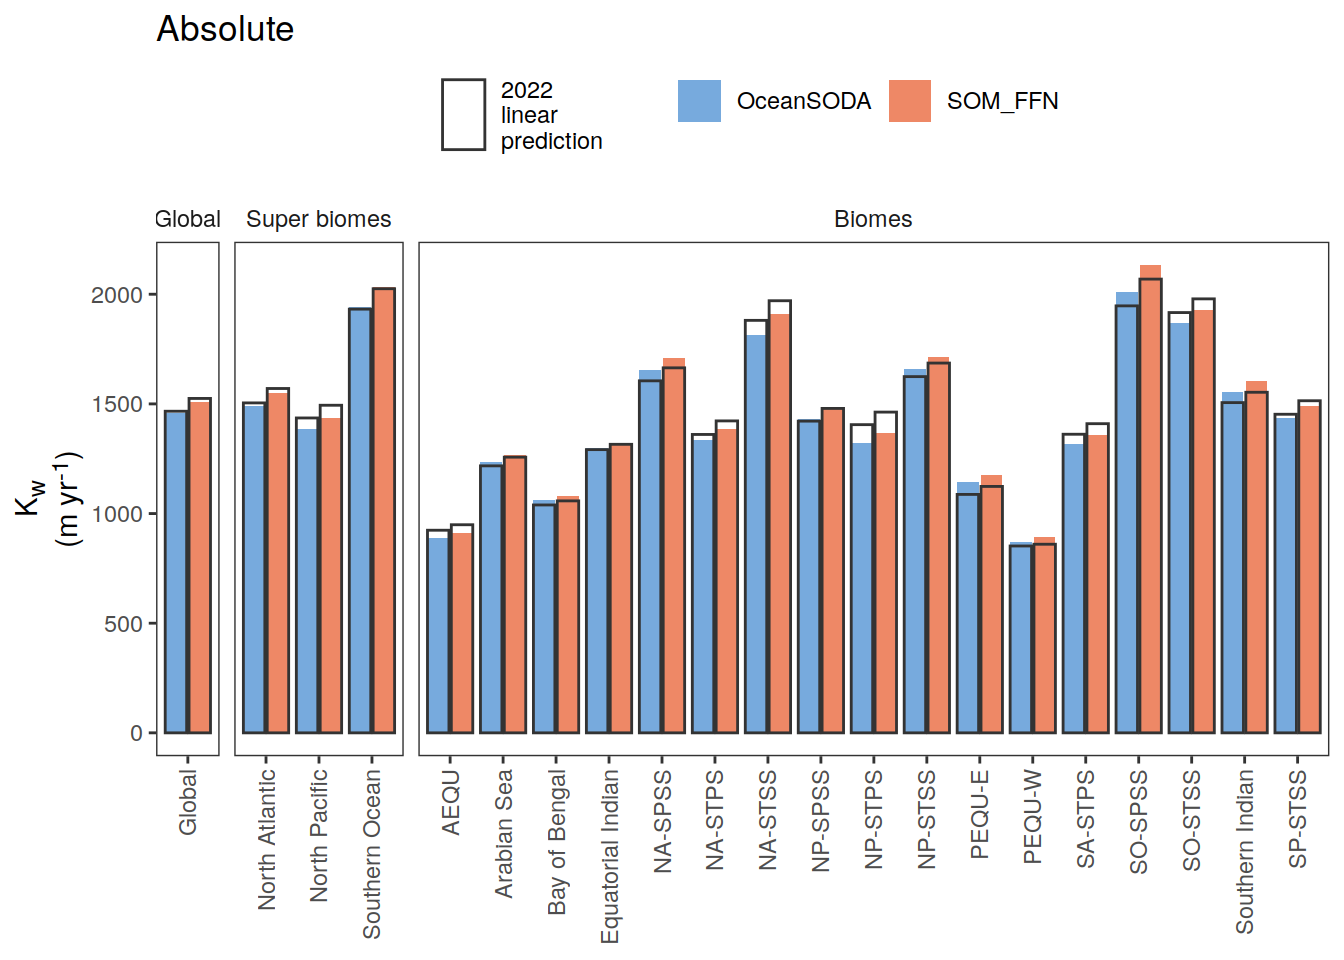 Absolute
2022
linear
prediction
OceanSODA
SOM_FFN
Global
Super biomes
Biomes
2000
1500
1000
500
0
Kw
(m yr-1)
Global
North Atlantic
North Pacific
Southern Ocean
AEQU
Arabian Sea
Bay of Bengal
Equatorial Indian
NA-SPSS
NA-STPS
NA-STSS
NP-SPSS
NP-STPS
NP-STSS
PEQU-E
PEQU-W
SA-STPS
SO-SPSS
SO-STSS
Southern Indian
SP-STSS